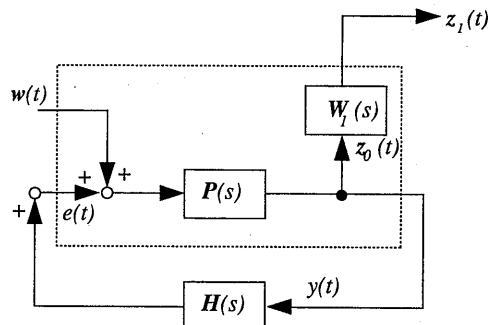 z₁(t)
w(t)
W₁(s)
z₀(t)
+
+
P(s)
+
e(t)
y(t)
H(s)